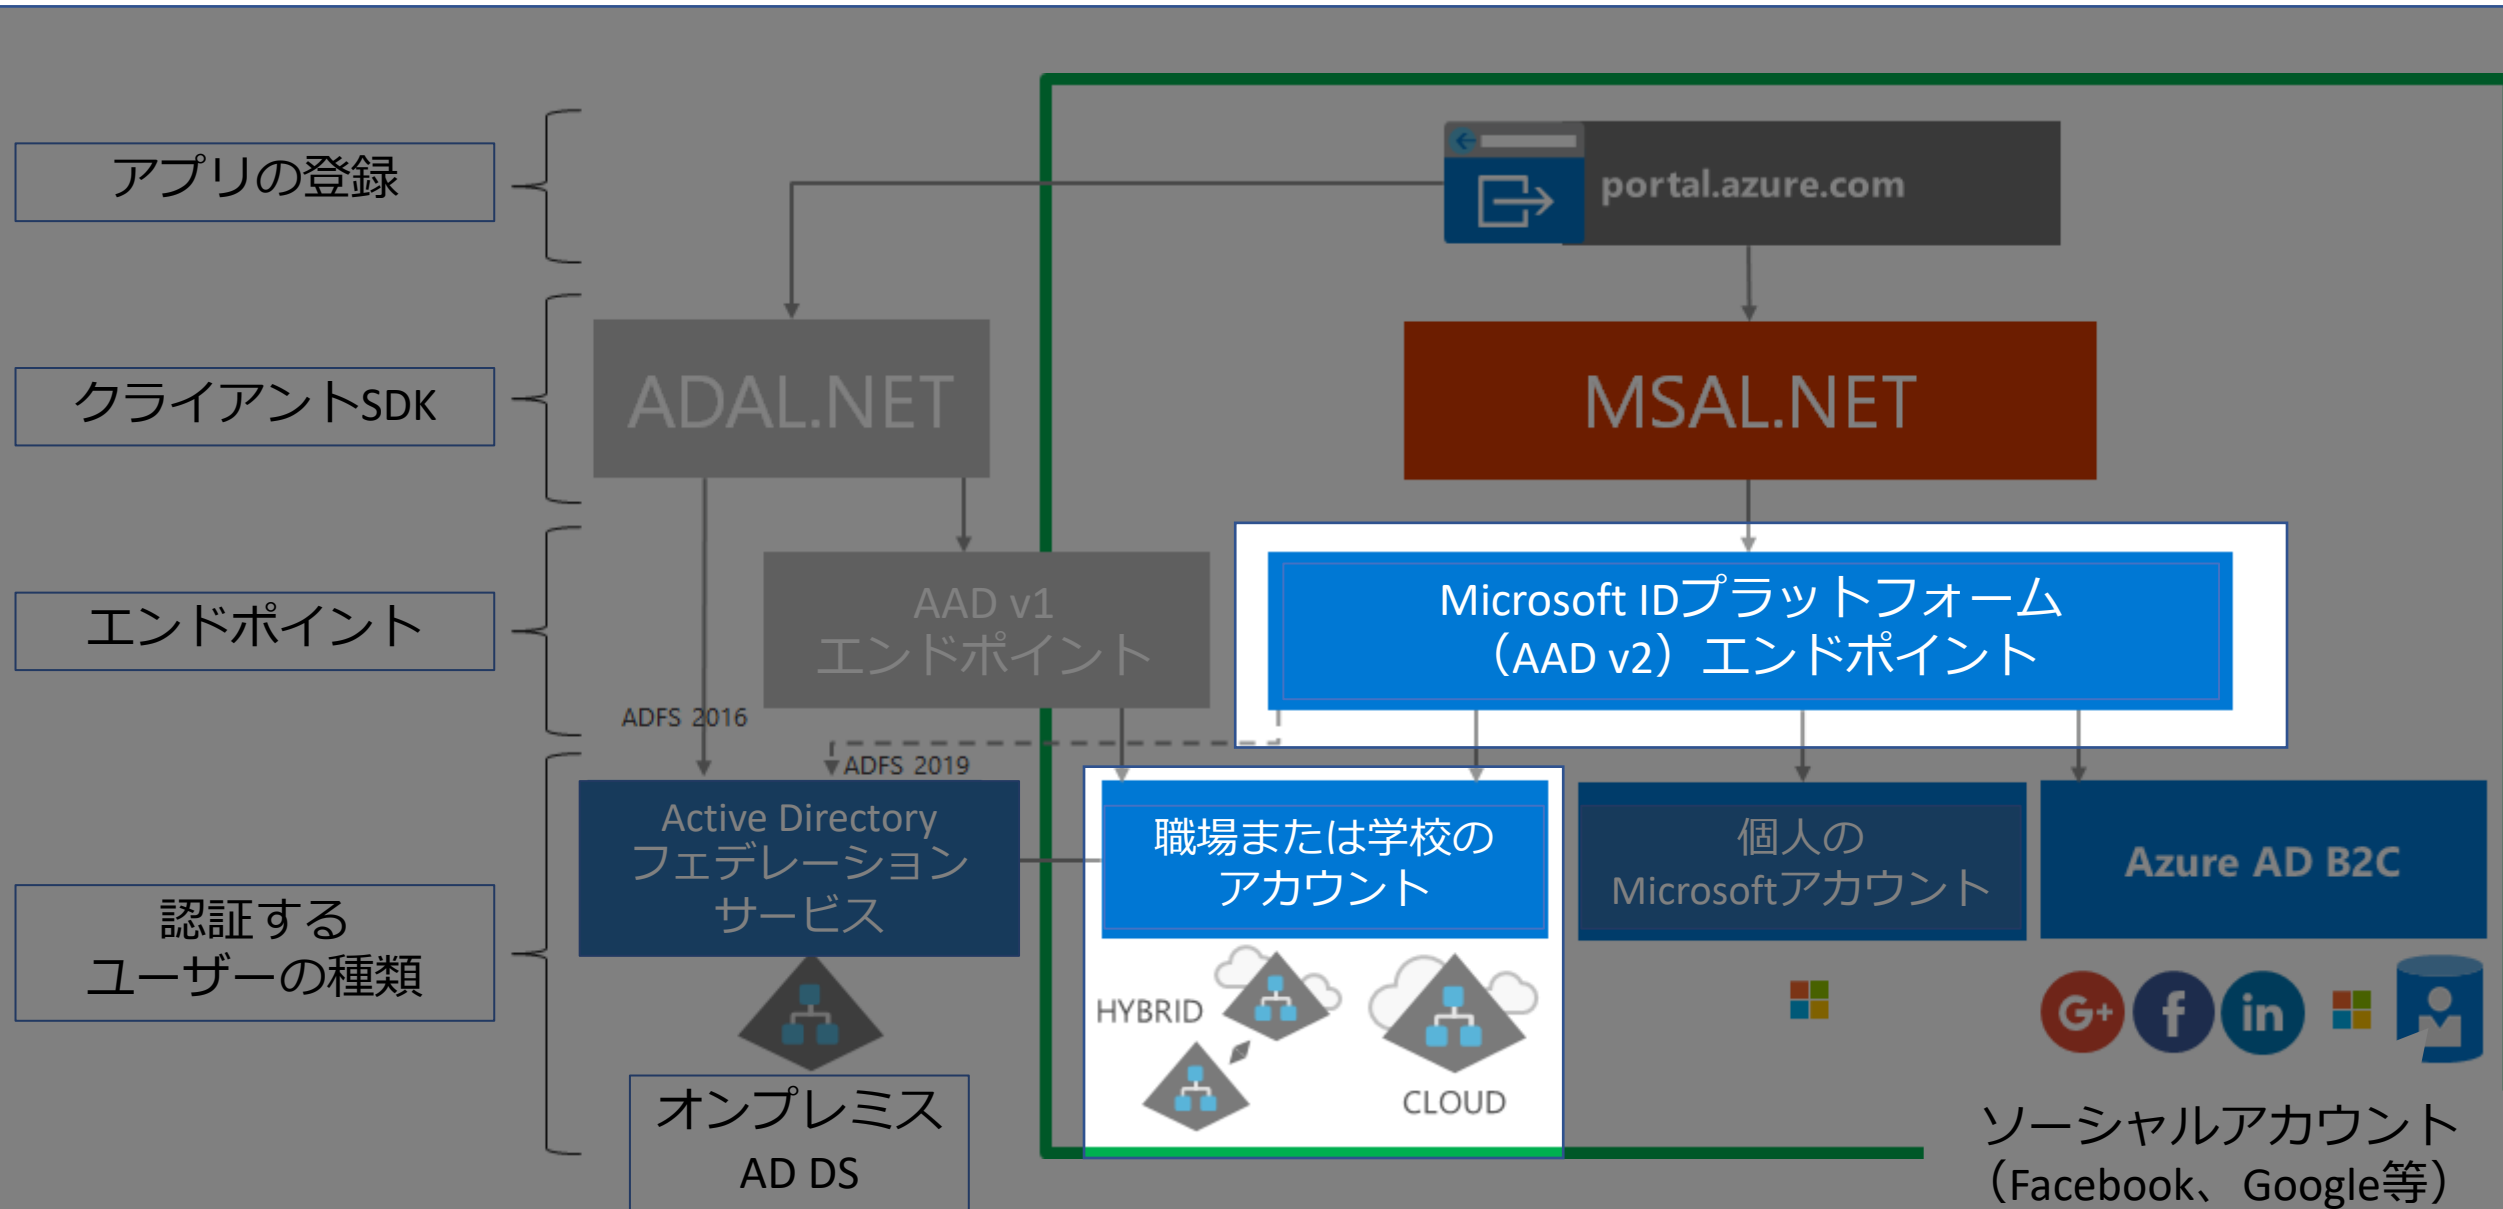 アプリの登録
portal.azure.com
クライアントSDK
ADAL.NET
MSAL.NET
エンドポイント
AAD v1
エンドポイント
Microsoft IDプラットフォーム
（AAD v2）エンドポイント
ADFS 2016
ADFS 2019
認証する
ユーザーの種類
Active Directory
フェデレーション
サービス
職場または学校の
アカウント
個人の
Microsoftアカウント
Azure AD B2C
HYBRID
CLOUD
G+
f
in
オンプレミス
AD DS
ソーシャルアカウント
（Facebook、Google等）